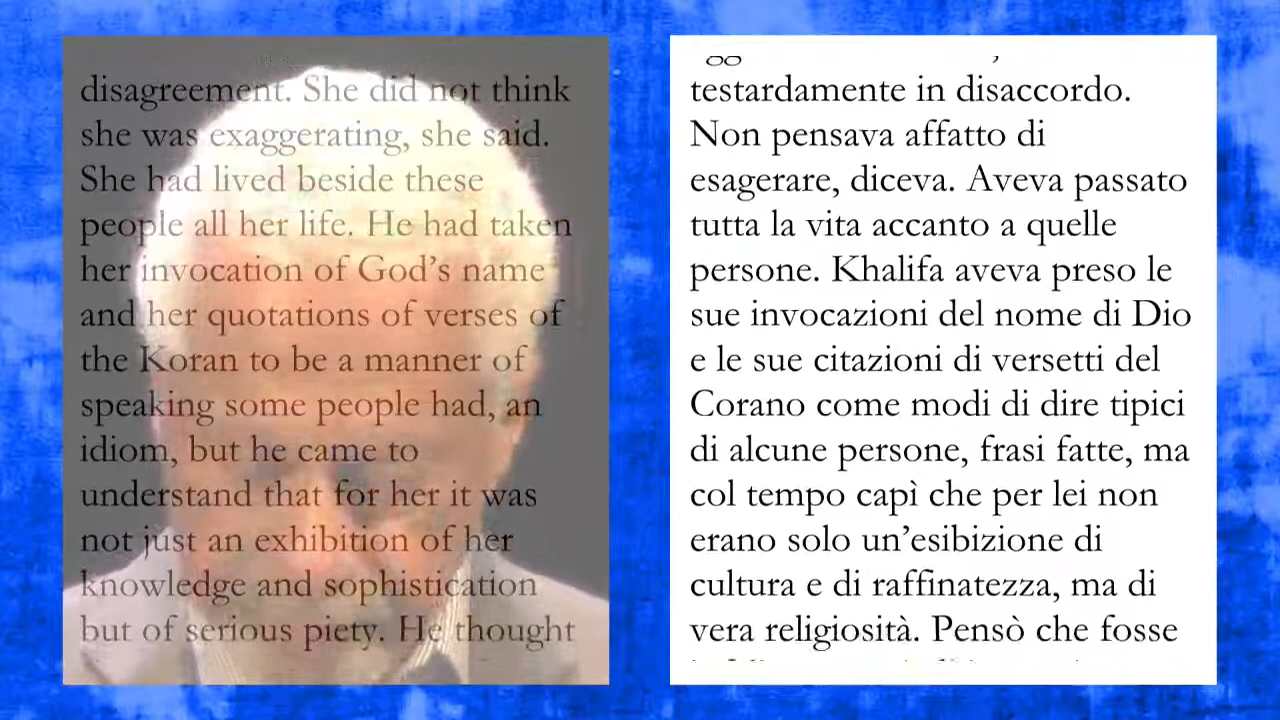 disagreement. She did not think
she was exaggerating, she said.
She had lived beside these
people all her life. He had taken
her invocation of God’s name
and her quotations of verses of
the Koran to be a manner of
speaking some people had, an
idiom, but he came to
understand that for her it was
not just an exhibition of her
knowledge and sophistication
but of serious piety. He thought
testardamente in disaccordo.
Non pensava affatto di
esagerare, diceva. Aveva passato
tutta la vita accanto a quelle
persone. Khalifa aveva preso le
sue invocazioni del nome di Dio
e le sue citazioni di versetti del
Corano come modi di dire tipici
di alcune persone, frasi fatte, ma
col tempo capì che per lei non
erano solo un’esibizione di
cultura e di raffinatezza, ma di
vera religiosità. Pensò che fosse